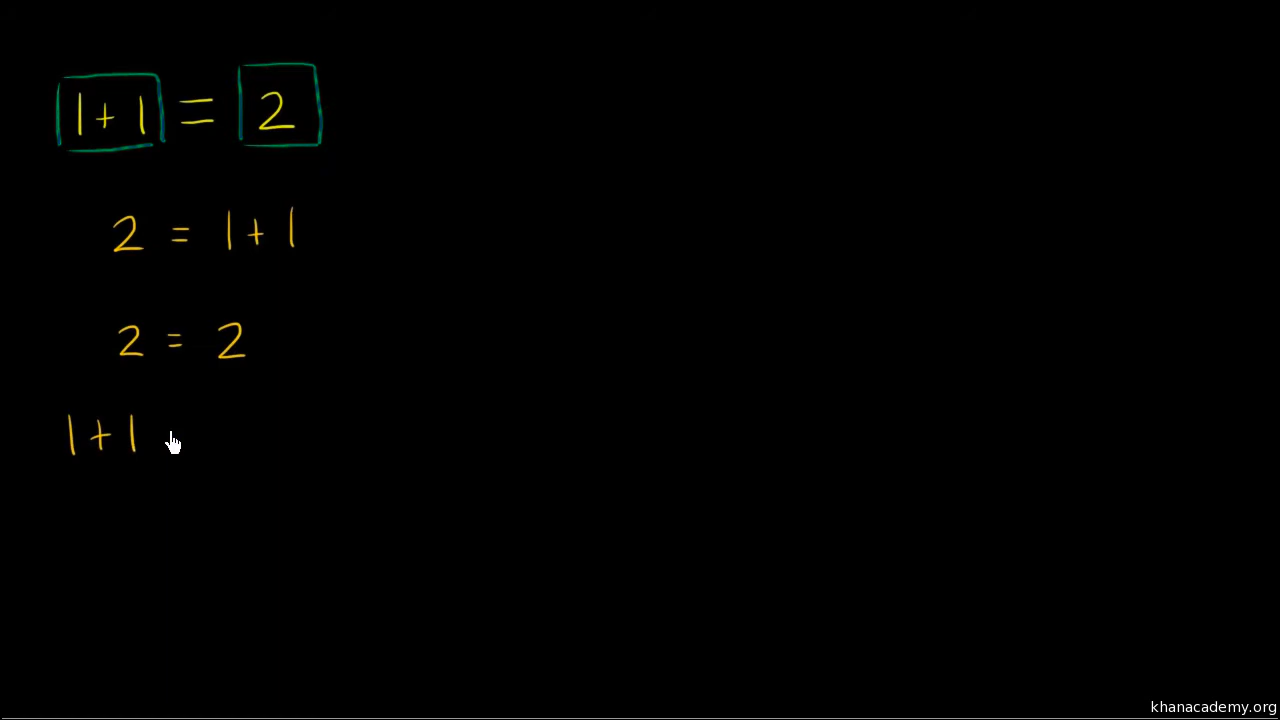 1+1 = 2
2 = 1+1
2 = 2
1+1
khanacademy.org